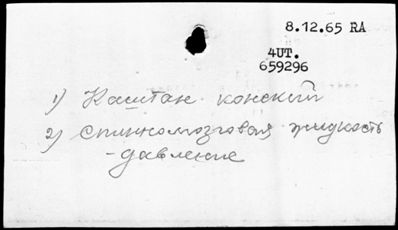 8.12.65 RA
4UT.
659296
1) Каштан конский
2) Спинномозговая жидкость
- давление